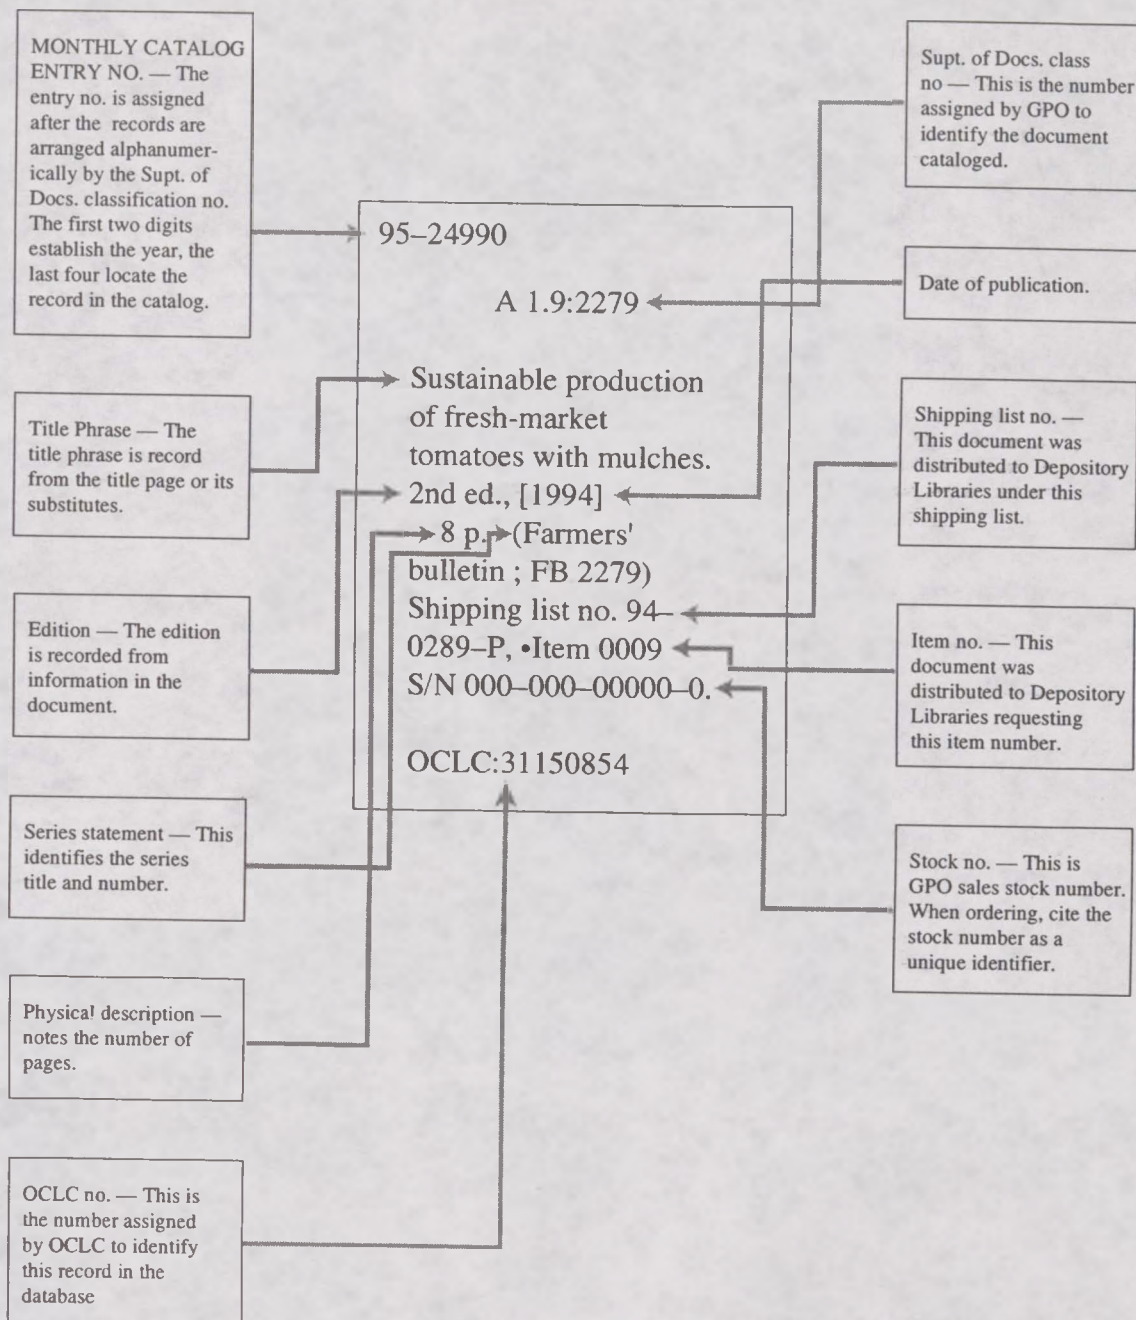 MONTHLY CATALOG
ENTRY NO. — The
entry no. is assigned
after the records are
arranged alphanumer-
ically by the Supt. of
Docs. classification no.
The first two digits
establish the year, the
last four locate the
record in the catalog.
Title Phrase — The
title phrase is record
from the title page or its
substitutes.
Edition — The edition
is recorded from
information in the
document.
Series statement — This
identifies the series
title and number.
Physical description —
notes the number of
pages.
OCLC no. — This is
the number assigned
by OCLC to identify
this record in the
database
95–24990
A 1.9:2279
Sustainable production
of fresh-market
tomatoes with mulches.
2nd ed., [1994]
8 p. (Farmers'
bulletin ; FB 2279)
Shipping list no. 94–
0289–P, •Item 0009
S/N 000–000–00000–0.
OCLC:31150854
Supt. of Docs. class
no — This is the number
assigned by GPO to
identify the document
cataloged.
Date of publication.
Shipping list no. —
This document was
distributed to Depository
Libraries under this
shipping list.
Item no. — This
document was
distributed to Depository
Libraries requesting
this item number.
Stock no. — This is
GPO sales stock number.
When ordering, cite the
stock number as a
unique identifier.